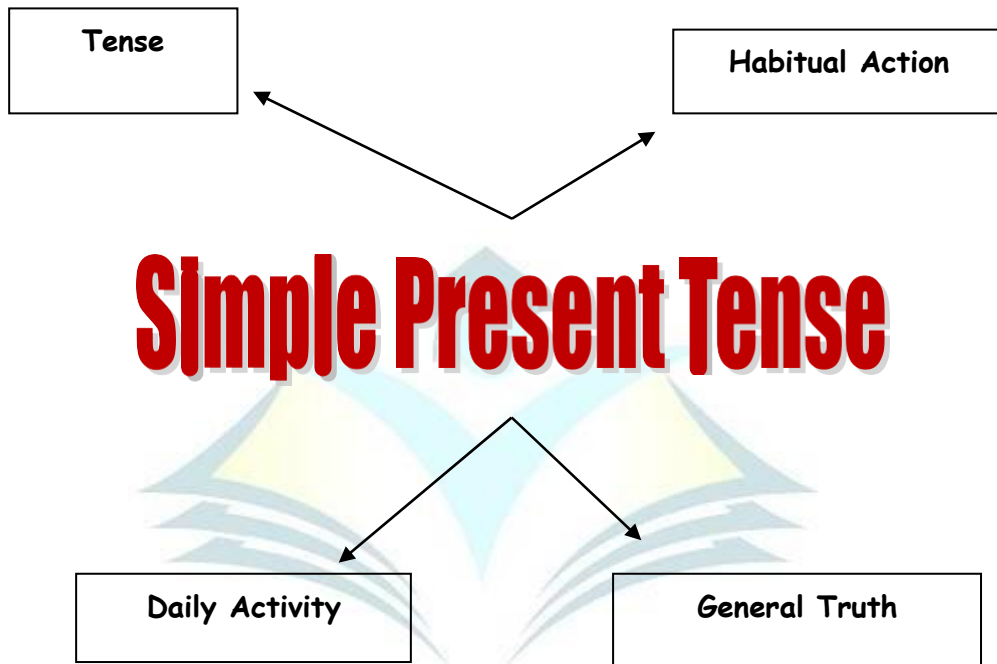 Tense
Habitual Action
Simple Present Tense
Daily Activity
General Truth